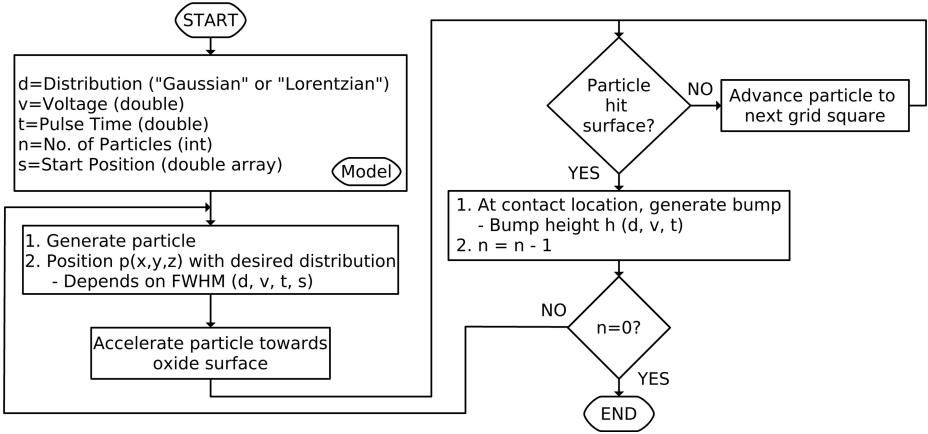 START
d=Distribution ("Gaussian" or "Lorentzian")
v=Voltage (double)
t=Pulse Time (double)
n=No. of Particles (int)
s=Start Position (double array)
Model
1. Generate particle
2. Position p(x,y,z) with desired distribution
- Depends on FWHM (d, v, t, s)
Accelerate particle towards
oxide surface
Particle
hit
surface?
NO
Advance particle to
next grid square
YES
1. At contact location, generate bump
- Bump height h (d, v, t)
2. n = n - 1
NO
n=0?
YES
END